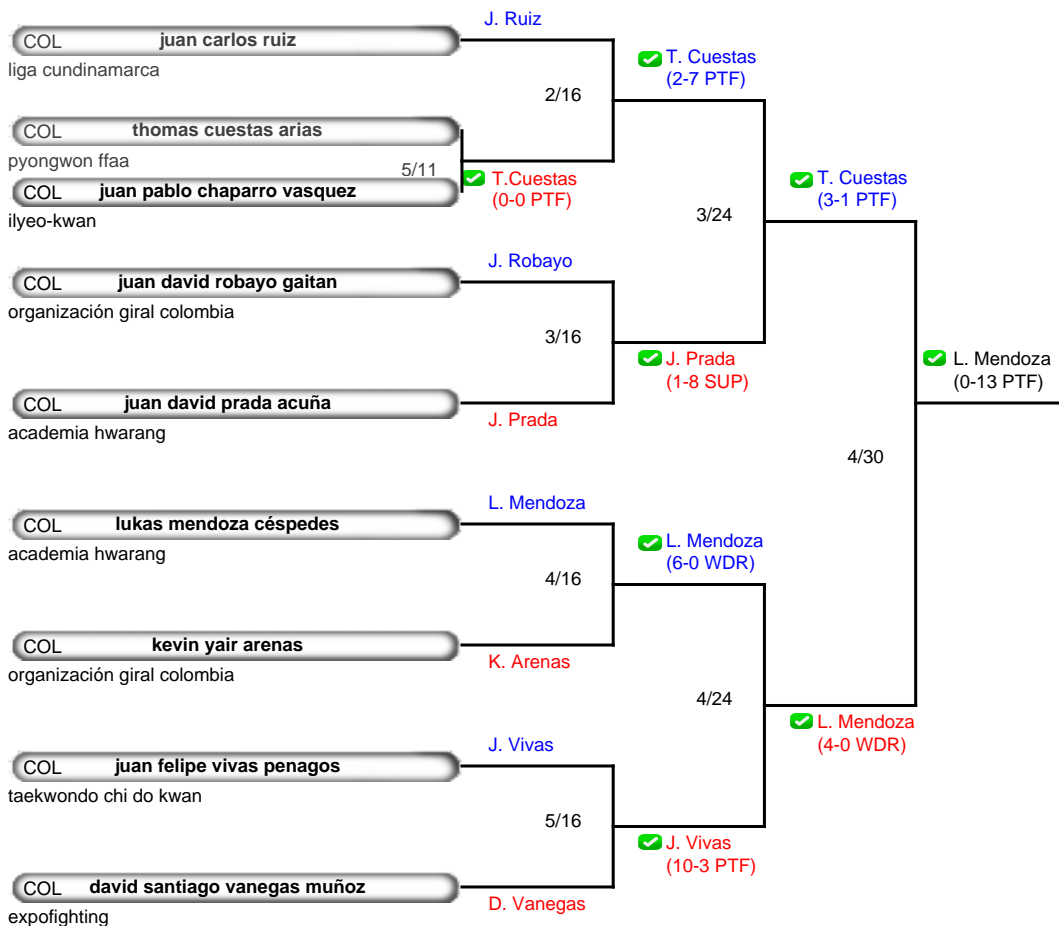 J. Ruiz
COL juan carlos ruiz
liga cundinamarca
T. Cuestas
(2-7 PTF)
2/16
COL thomas cuestas arias
pyongwon ffaa
5/11
T.Cuestas
(0-0 PTF)
COL juan pablo chaparro vasquez
ilyeo-kwan
T. Cuestas
(3-1 PTF)
3/24
J. Robayo
COL juan david robayo gaitan
organización giral colombia
3/16
J. Prada
(1-8 SUP)
L. Mendoza
(0-13 PTF)
COL juan david prada acuña
academia hwarang
J. Prada
4/30
L. Mendoza
COL lukas mendoza céspedes
academia hwarang
L. Mendoza
(6-0 WDR)
4/16
COL kevin yair arenas
organización giral colombia
K. Arenas
4/24
L. Mendoza
(4-0 WDR)
J. Vivas
COL juan felipe vivas penagos
taekwondo chi do kwan
5/16
J. Vivas
(10-3 PTF)
COL david santiago vanegas muñoz
expofighting
D. Vanegas